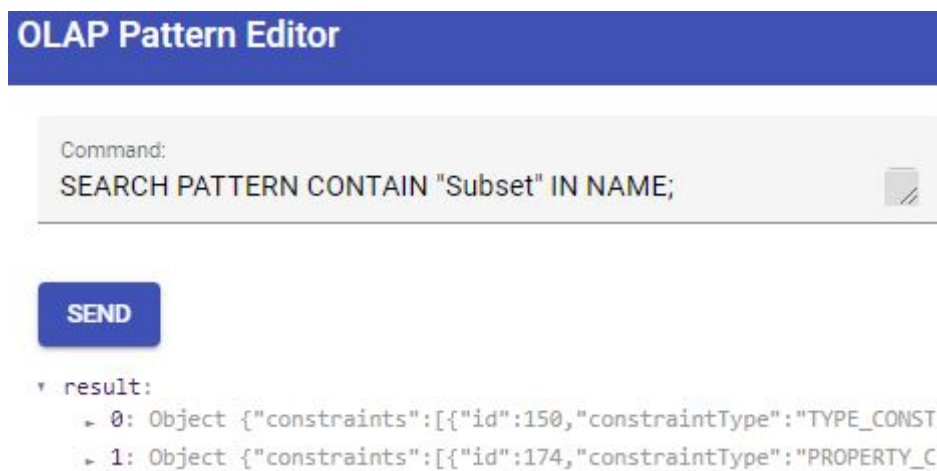 OLAP Pattern Editor
Command:
SEARCH PATTERN CONTAIN "Subset" IN NAME;
SEND
result:
0: Object {"constraints":[{"id":150,"constraintType":"TYPE_CONST
1: Object {"constraints":[{"id":174,"constraintType":"PROPERTY_C